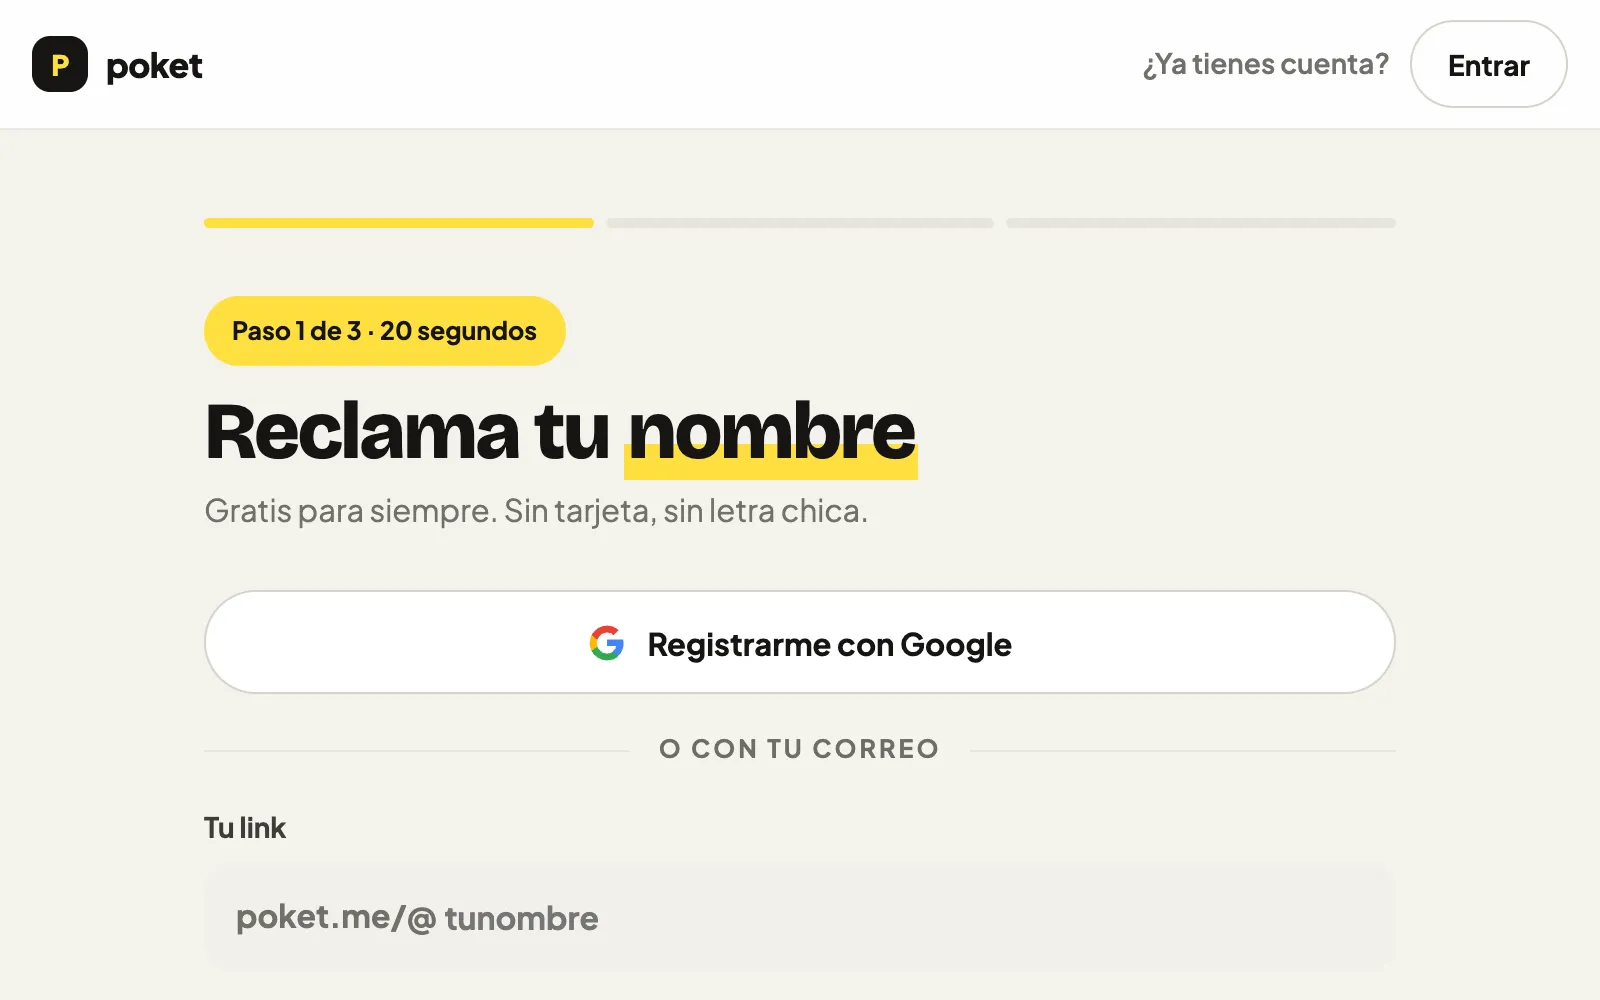 P poket
¿Ya tienes cuenta?
Entrar
Paso 1 de 3 · 20 segundos
Reclama tu nombre
Gratis para siempre. Sin tarjeta, sin letra chica.
Registrarme con Google
O CON TU CORREO
Tu link
poket.me/@ tunombre